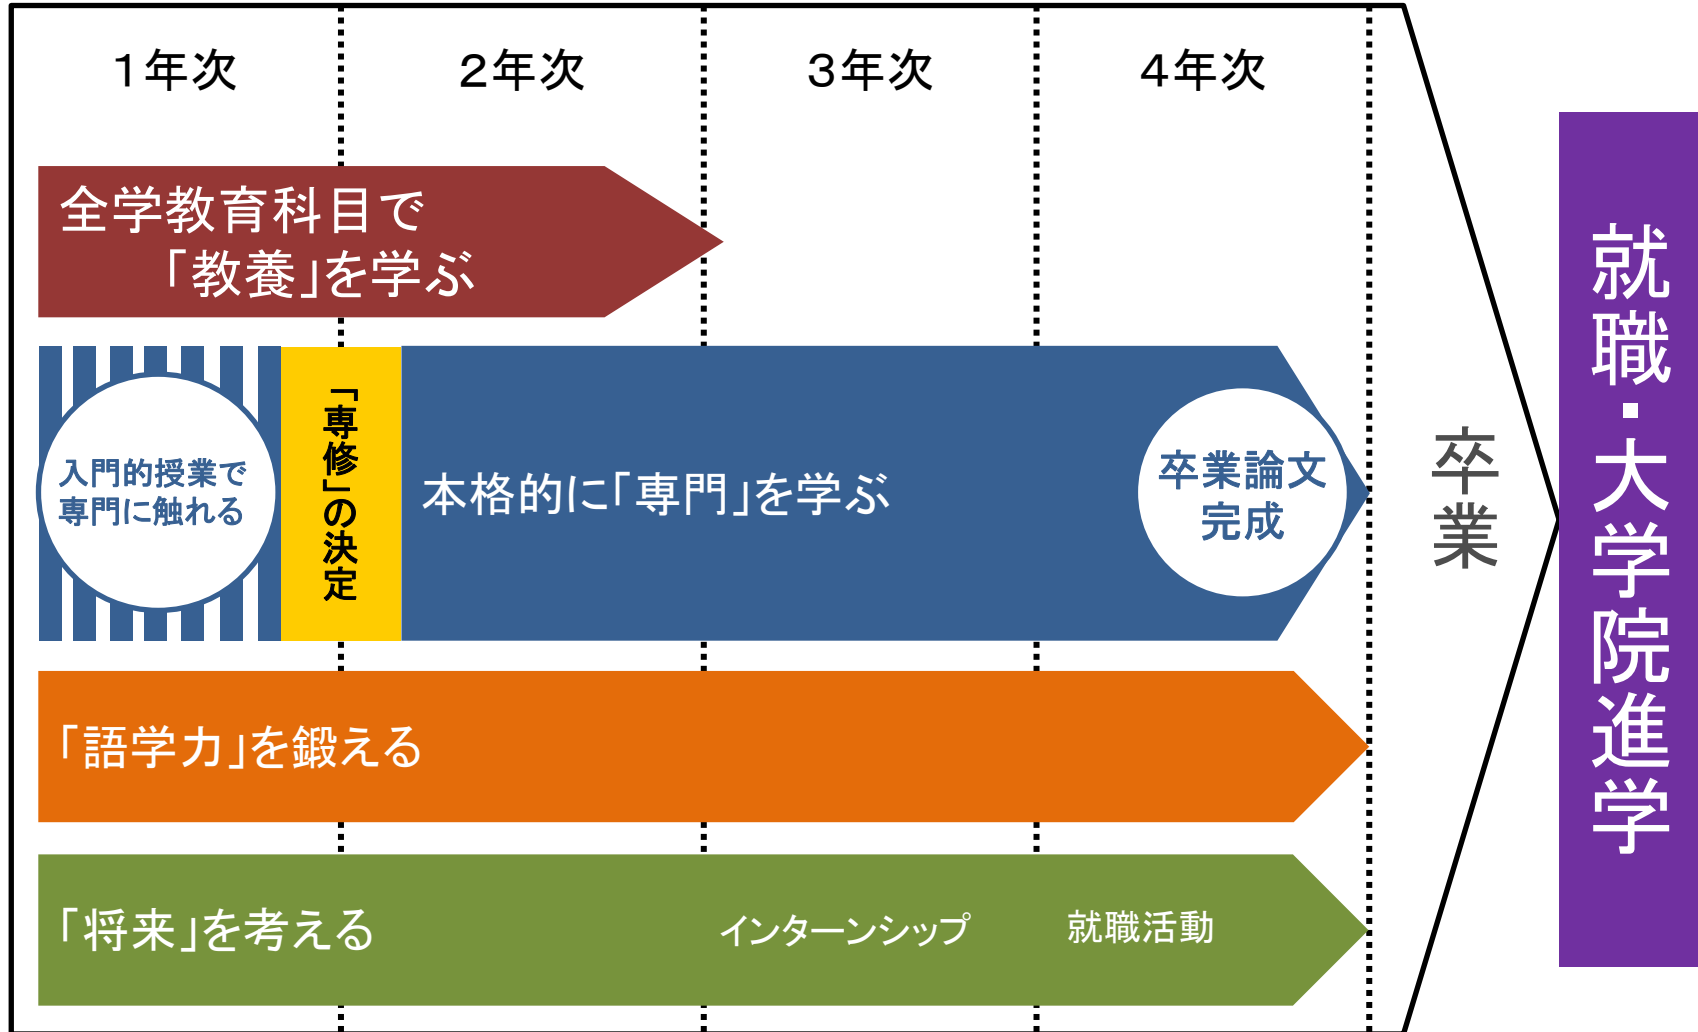 １年次
２年次
３年次
４年次
全学教育科目で
「教養」を学ぶ
入門的授業で
専門に触れる
「専修」の決定
本格的に「専門」を学ぶ
卒業論文
完成
「語学力」を鍛える
「将来」を考える
インターンシップ
就職活動
卒業
就職・大学院進学